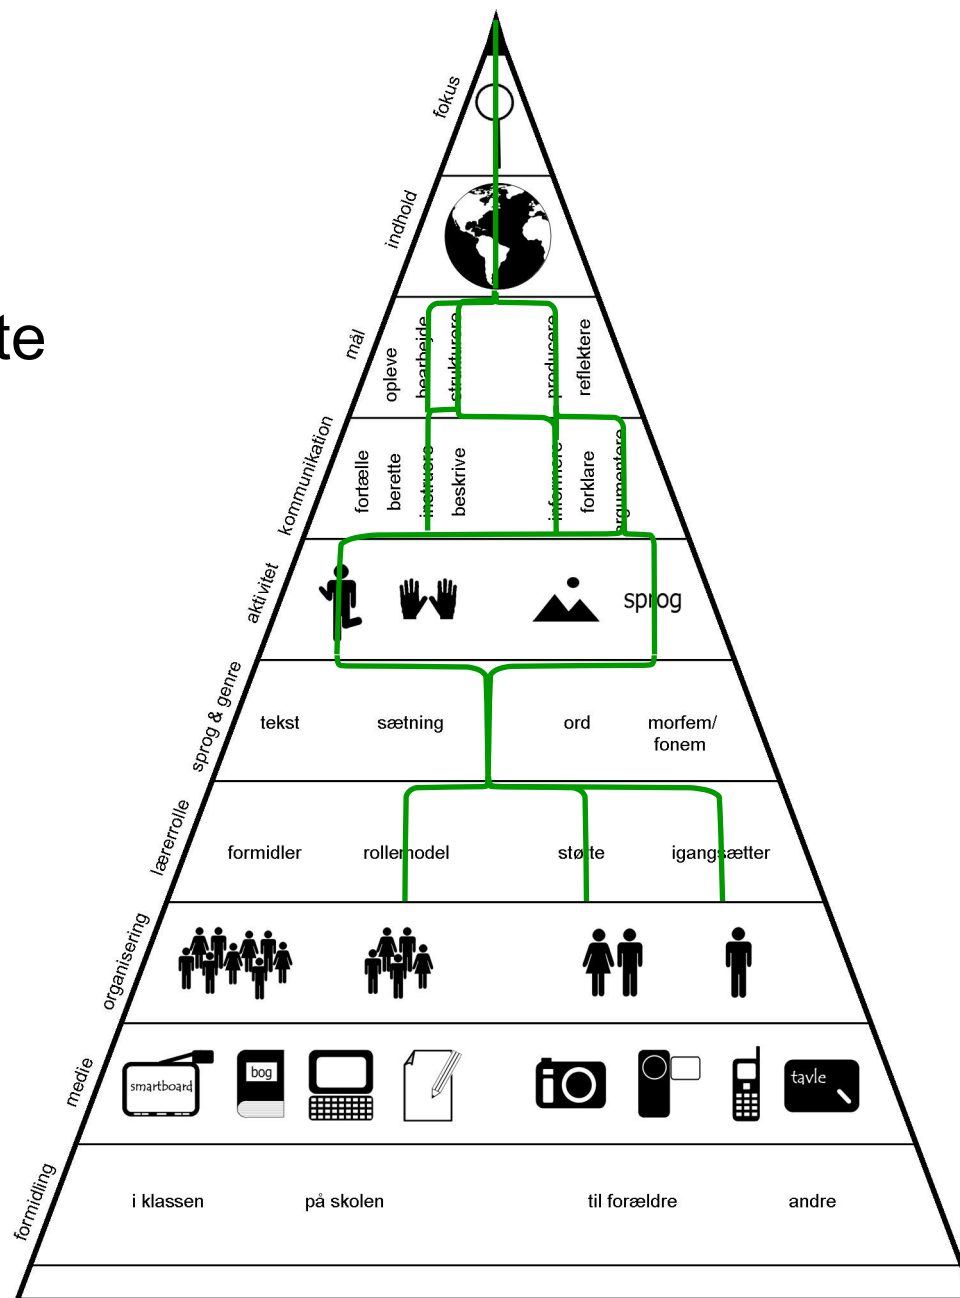 fokus
indhold
te
mål
opleve
bearbejde
strukturere
producere
reflektere
kommunikation
fortælle
berette
instruere
beskrive
informere
forklare
argumentere
aktivitet
sprog
sprog & genre
tekst
sætning
ord
morfem/
fonem
lærerrolle
formidler
rollemodel
støtte
igangsætter
organisering
medie
smartboard
bog
tavle
formidling
i klassen
på skolen
til forældre
andre